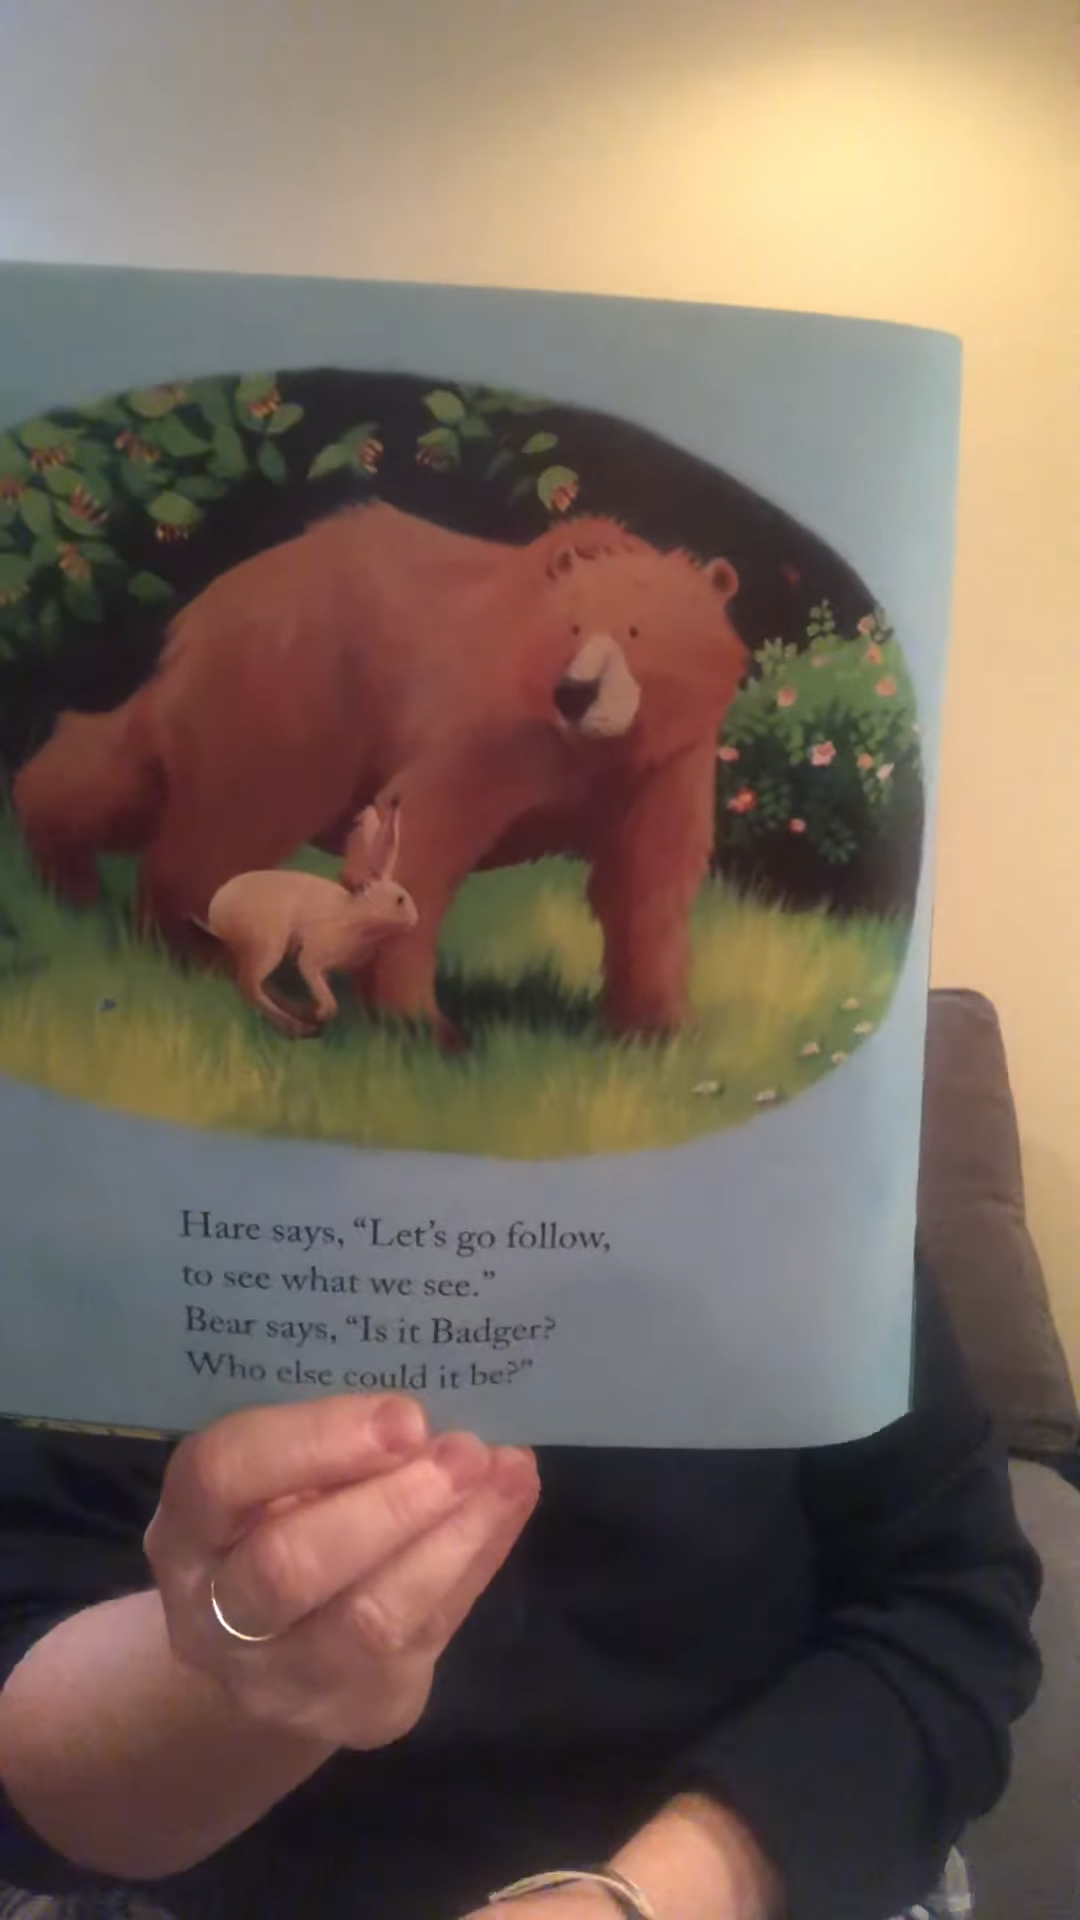 Hare says, “Let’s go follow,
to see what we see.”
Bear says, “Is it Badger?
Who else could it be?”